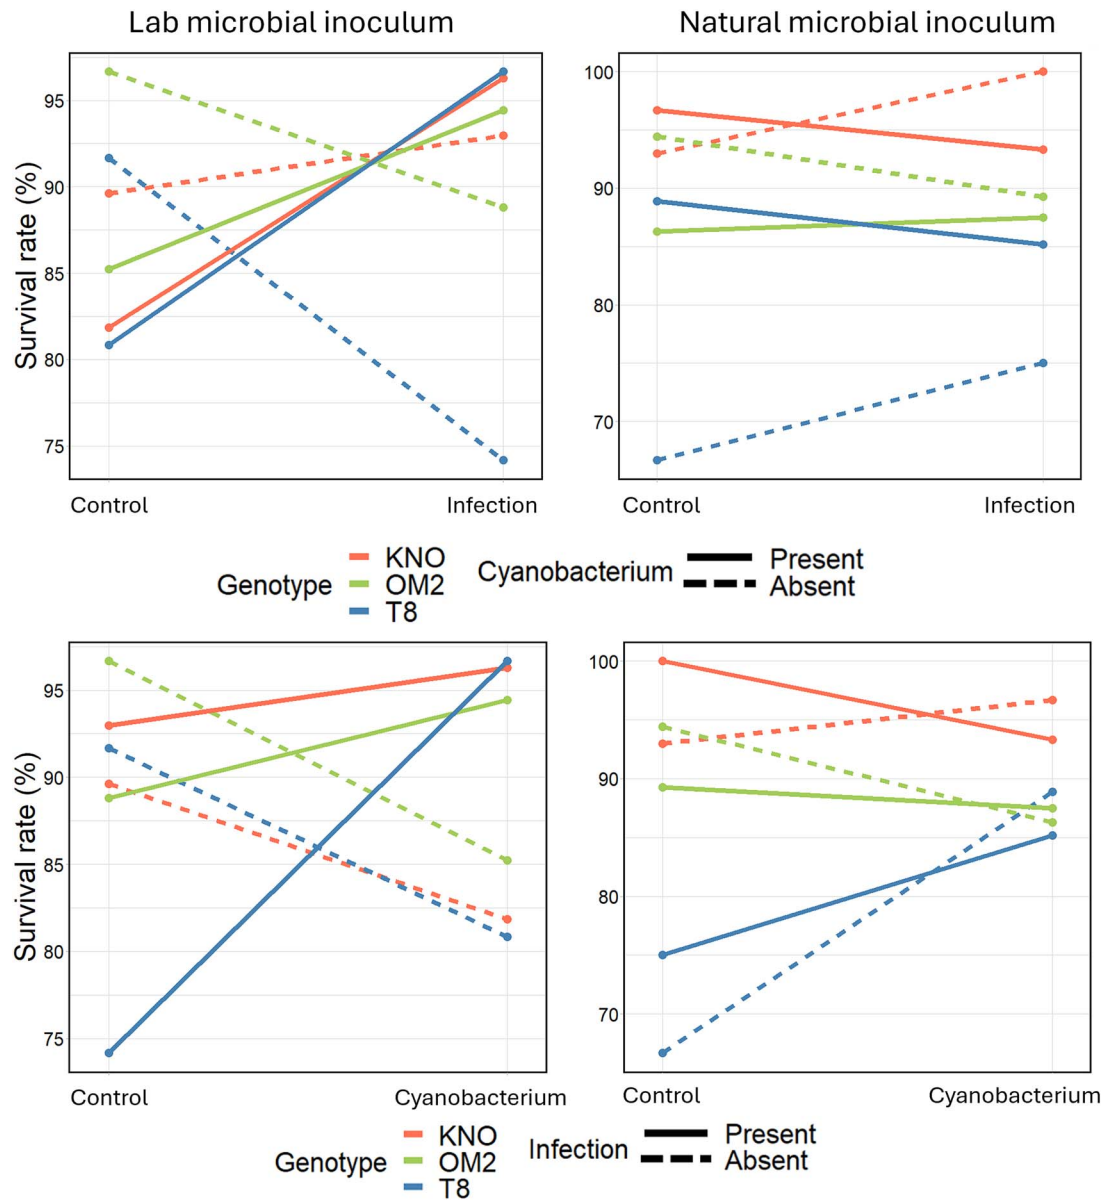 Lab microbial inoculum
Natural microbial inoculum
Survival rate (%)
95
90
85
80
75
Control
Infection
100
90
80
70
Control
Infection
Genotype
KNO
OM2
T8
Cyanobacterium
Present
Absent
Survival rate (%)
95
90
85
80
75
Control
Cyanobacterium
100
90
80
70
Control
Cyanobacterium
Genotype
KNO
OM2
T8
Infection
Present
Absent